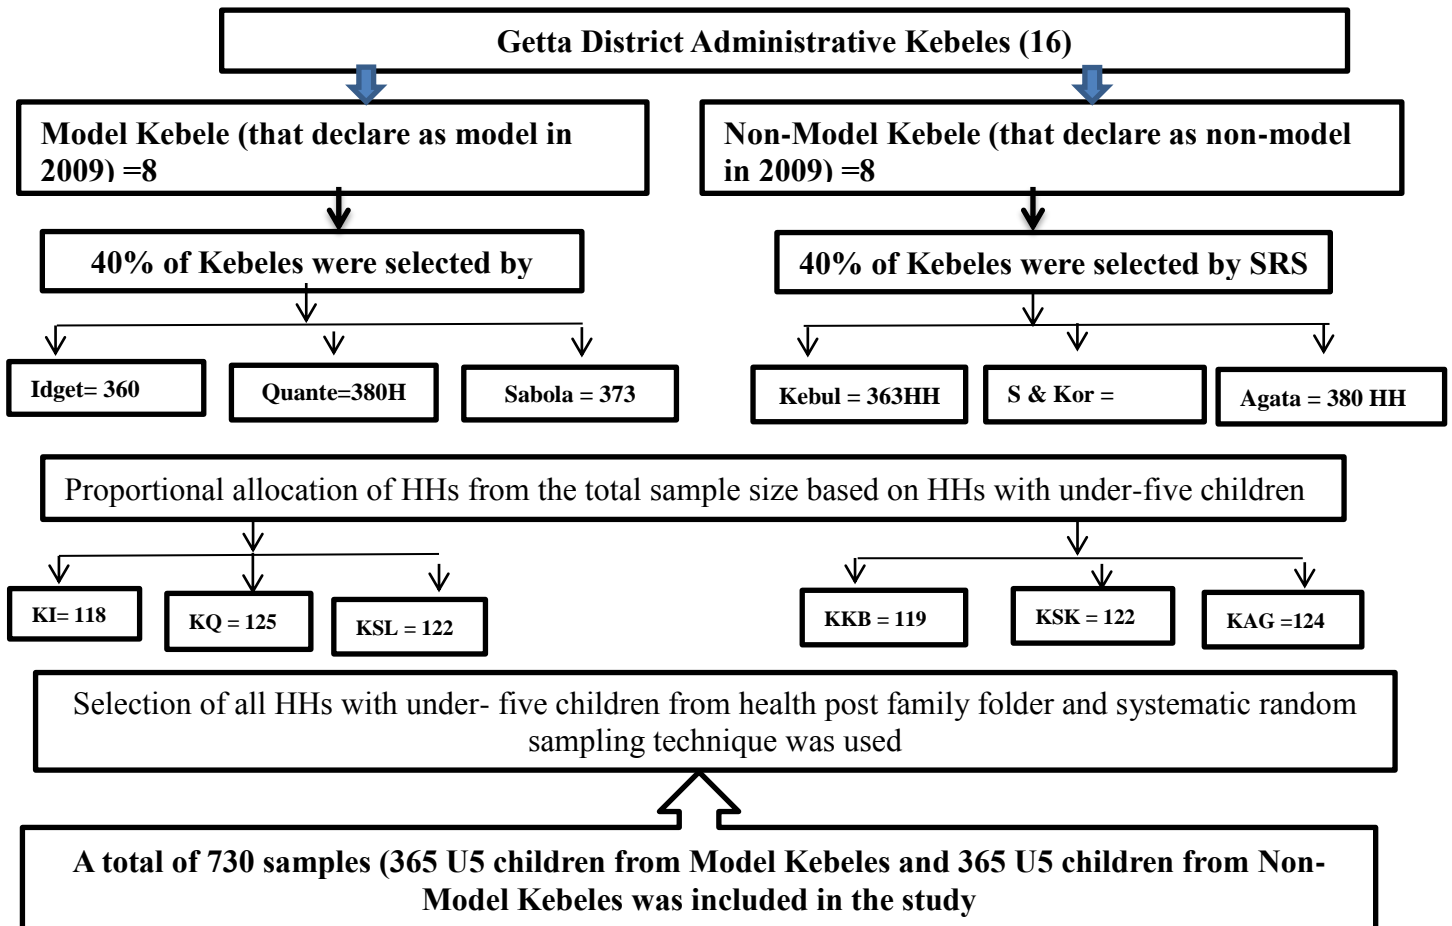 Getta District Administrative Kebeles (16)
Model Kebele (that declare as model in
2009) =8
Non-Model Kebele (that declare as non-model
in 2009) =8
40% of Kebeles were selected by
40% of Kebeles were selected by SRS
Idget= 360
Quante=380H
Sabola = 373
Kebul = 363HH
S & Kor =
Agata = 380 HH
Proportional allocation of HHs from the total sample size based on HHs with under-five children
KI= 118
KQ = 125
KSL = 122
KKB = 119
KSK = 122
KAG =124
Selection of all HHs with under- five children from health post family folder and systematic random
sampling technique was used
A total of 730 samples (365 U5 children from Model Kebeles and 365 U5 children from Non-
Model Kebeles was included in the study